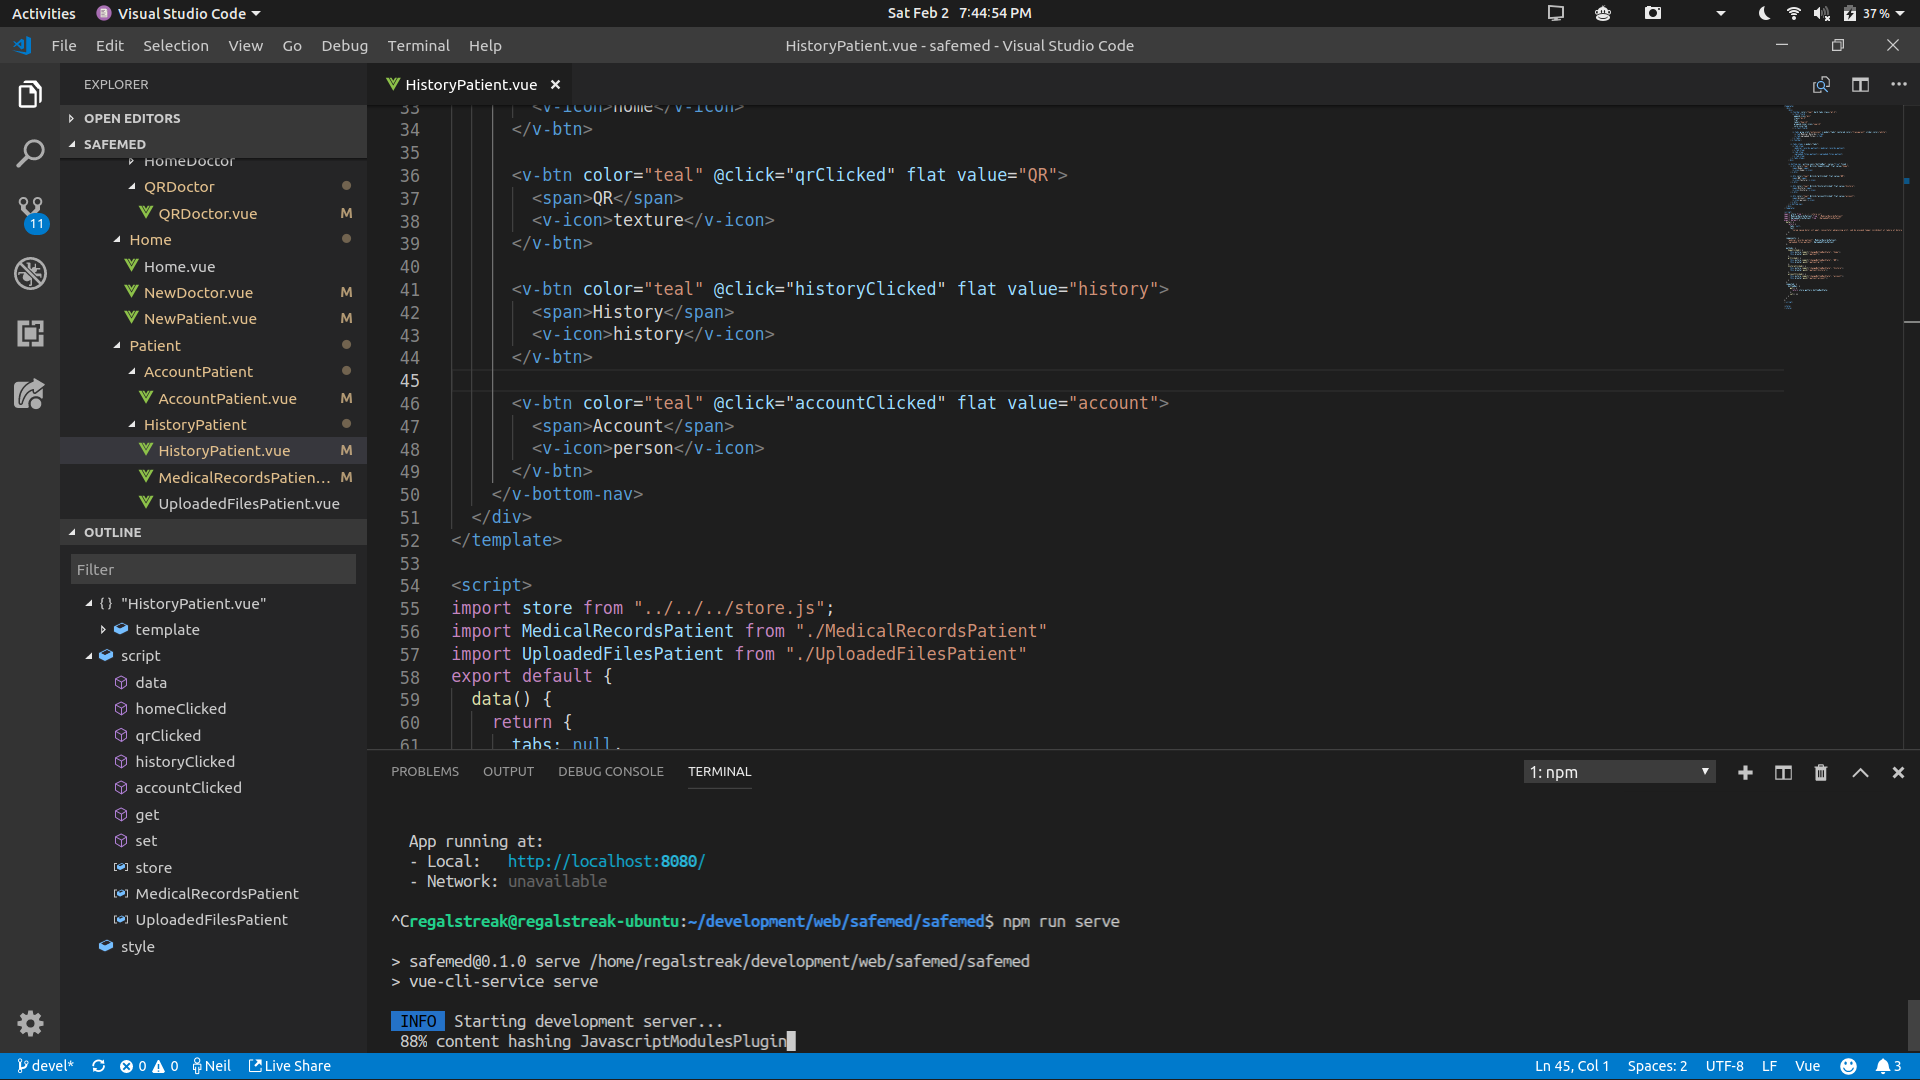 Activities
Visual Studio Code
Sat Feb 2 7:44:54 PM
37 %
File Edit Selection View Go Debug Terminal Help
HistoryPatient.vue - safemed - Visual Studio Code
EXPLORER
OPEN EDITORS
SAFEMED
HomeDoctor
QRDoctor
QRDoctor.vue M
Home
Home.vue
NewDoctor.vue M
NewPatient.vue M
Patient
AccountPatient
AccountPatient.vue M
HistoryPatient
HistoryPatient.vue M
MedicalRecordsPatien... M
UploadedFilesPatient.vue
11
OUTLINE
Filter
{} "HistoryPatient.vue"
template
script
data
homeClicked
qrClicked
historyClicked
accountClicked
get
set
store
MedicalRecordsPatient
UploadedFilesPatient
style
HistoryPatient.vue
33 <v-icon>home</v-icon>
34 </v-btn>
35
36 <v-btn color="teal" @click="qrClicked" flat value="QR">
37 <span>QR</span>
38 <v-icon>texture</v-icon>
39 </v-btn>
40
41 <v-btn color="teal" @click="historyClicked" flat value="history">
42 <span>History</span>
43 <v-icon>history</v-icon>
44 </v-btn>
45
46 <v-btn color="teal" @click="accountClicked" flat value="account">
47 <span>Account</span>
48 <v-icon>person</v-icon>
49 </v-btn>
50 </v-bottom-nav>
51 </div>
52 </template>
53
54 <script>
55 import store from "../../../store.js";
56 import MedicalRecordsPatient from "./MedicalRecordsPatient"
57 import UploadedFilesPatient from "./UploadedFilesPatient"
58 export default {
59 data() {
60 return {
61 tabs: null,
PROBLEMS OUTPUT DEBUG CONSOLE TERMINAL
1: npm
App running at:
- Local: http://localhost:8080/
- Network: unavailable
^Cregalstreak@regalstreak-ubuntu:~/development/web/safemed/safemed$ npm run serve
> safemed@0.1.0 serve /home/regalstreak/development/web/safemed/safemed
> vue-cli-service serve
INFO Starting development server...
88% content hashing JavascriptModulesPlugin
devel* 0 0 Neil Live Share
Ln 45, Col 1 Spaces: 2 UTF-8 LF Vue 3